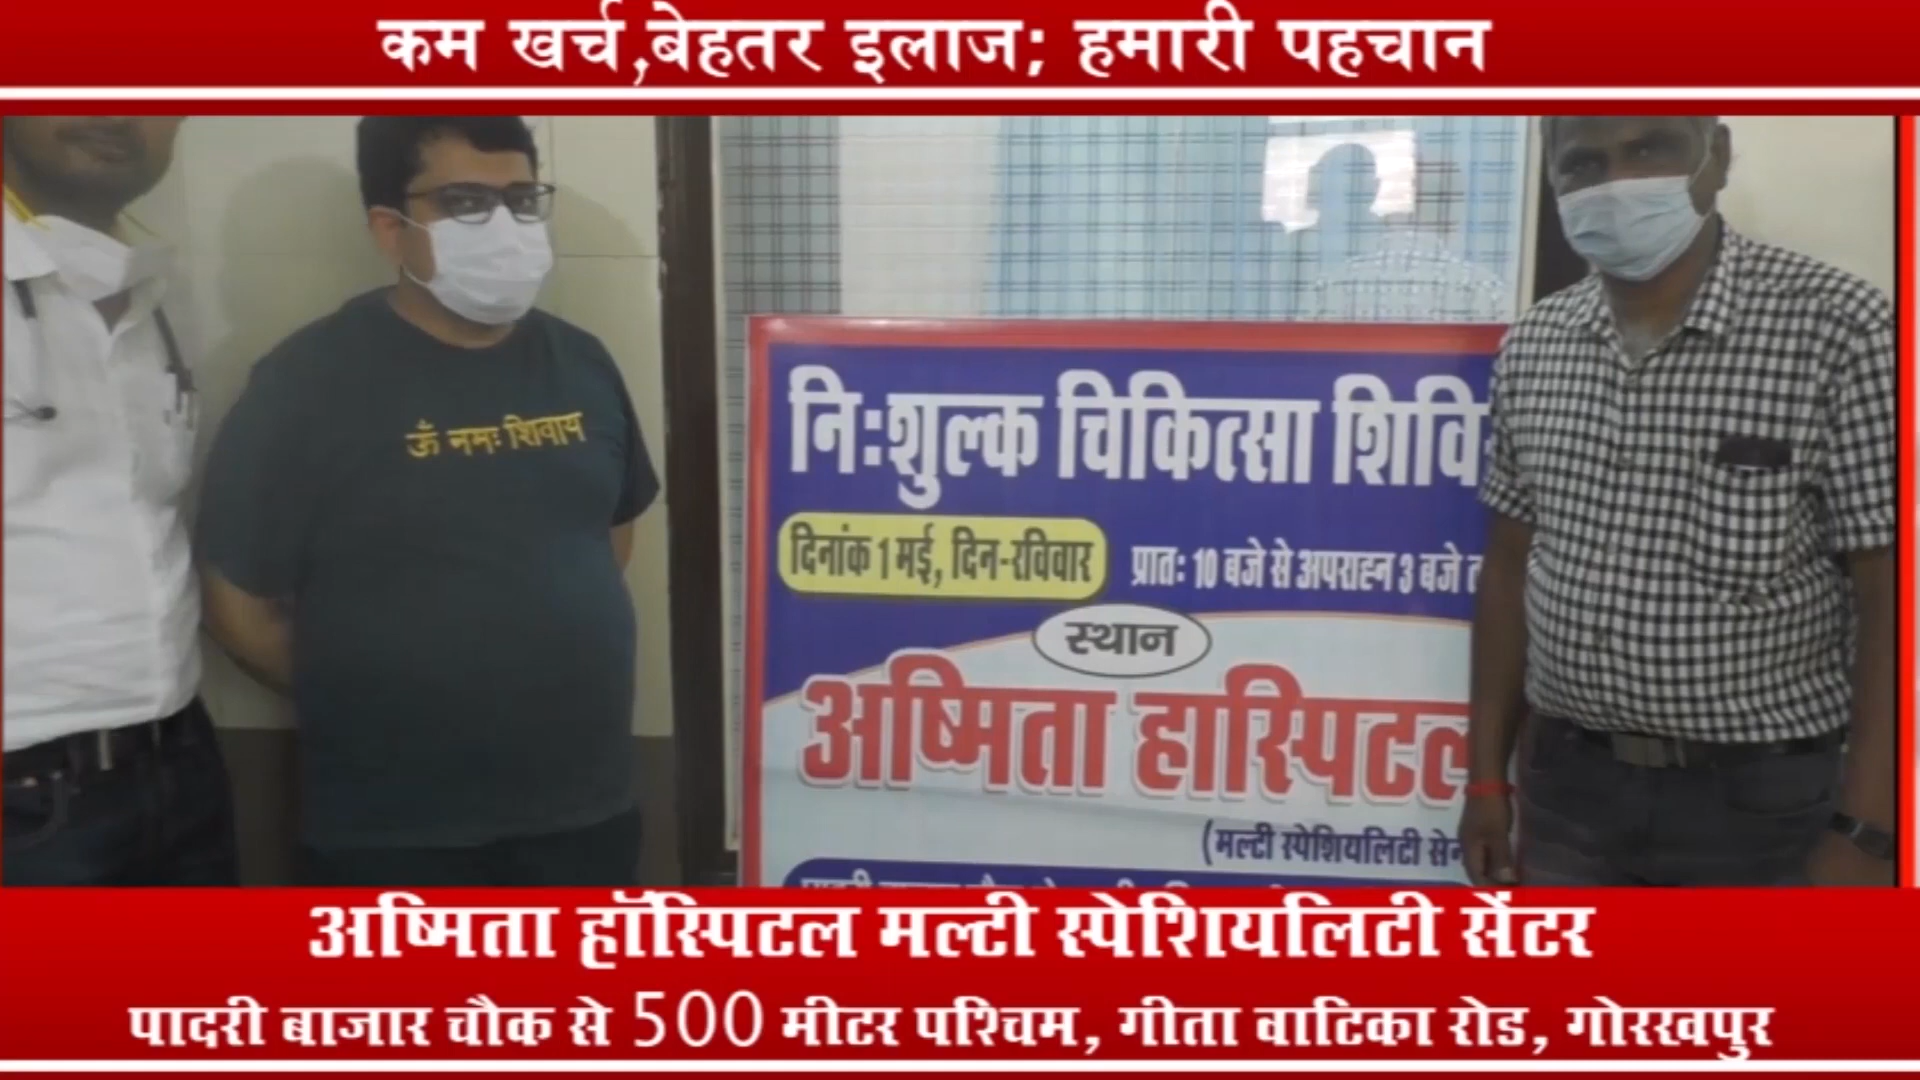 कम खर्च,बेहतर इलाज; हमारी पहचान
ॐ नमः शिवाय
निःशुल्क चिकित्सा
दिनांक 1 मई, दिन-रविवार
प्रातः 10 बजे से अपराह्न 3 बजे
स्थान
अष्मिता हास्पिटल
(मल्टी स्पेशियलिटी
अष्मिता हॉस्पिटल मल्टी स्पेशियलिटी सेंटर
पादरी बाजार चौक से 500 मीटर पश्चिम, गीता वाटिका रोड, गोरखपुर